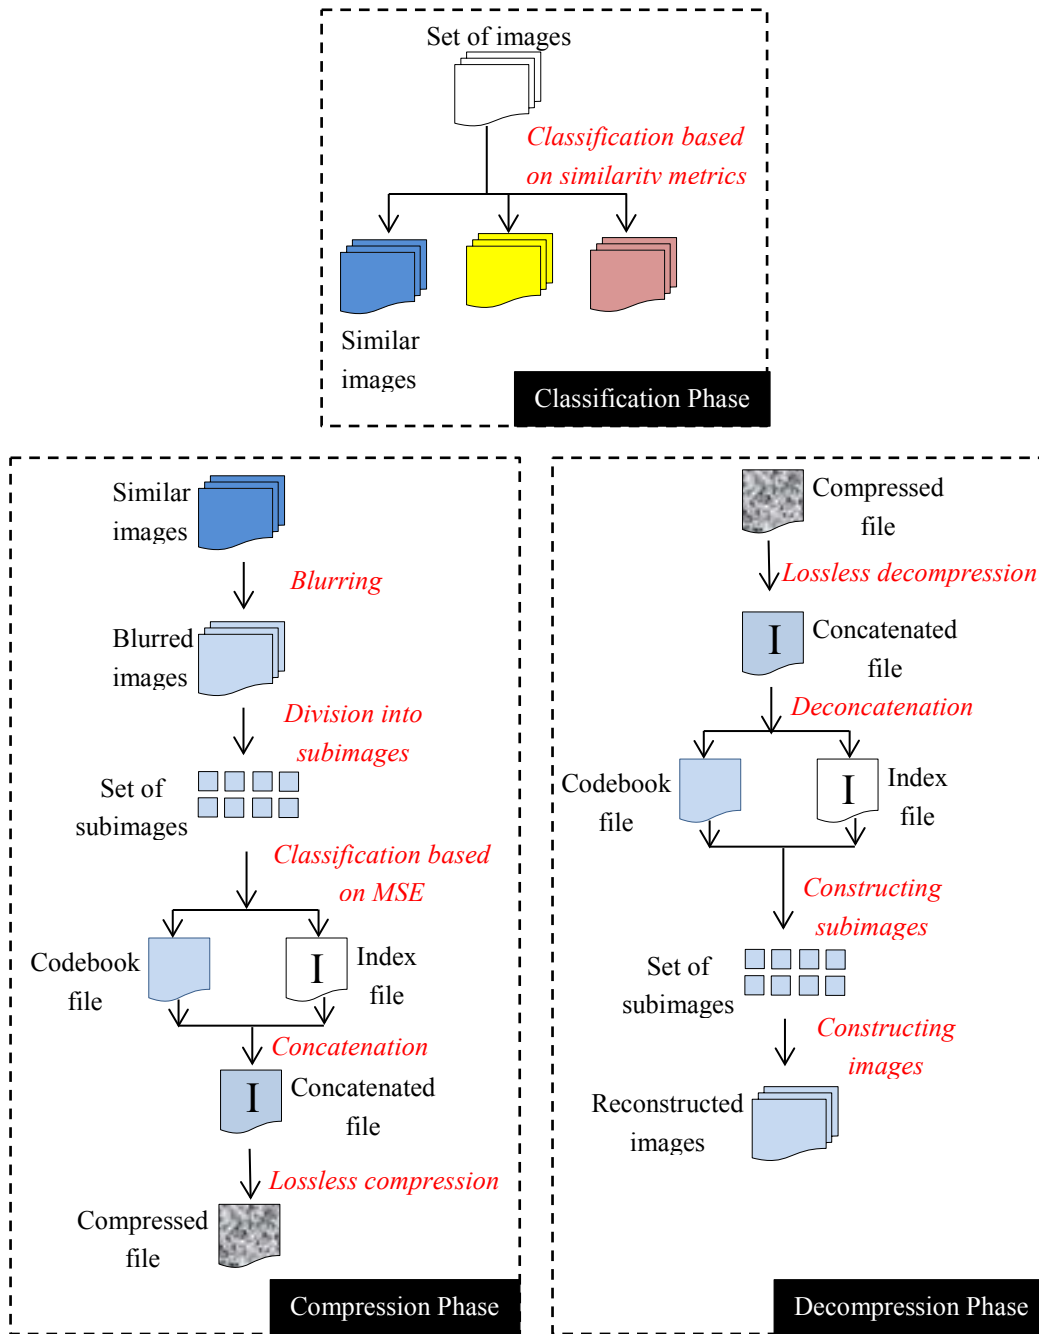 Set of images
Classification based
on similarity metrics
Similar
images
Classification Phase
Similar
images
Blurring
Blurred
images
Division into
subimages
Set of
subimages
Classification based
on MSE
Codebook
file
I
Index
file
Concatenation
I
Concatenated
file
Lossless compression
Compressed
file
Compression Phase
Compressed
file
Lossless decompression
I
Concatenated
file
Deconcatenation
Codebook
file
I
Index
file
Constructing
subimages
Set of
subimages
Constructing
images
Reconstructed
images
Decompression Phase